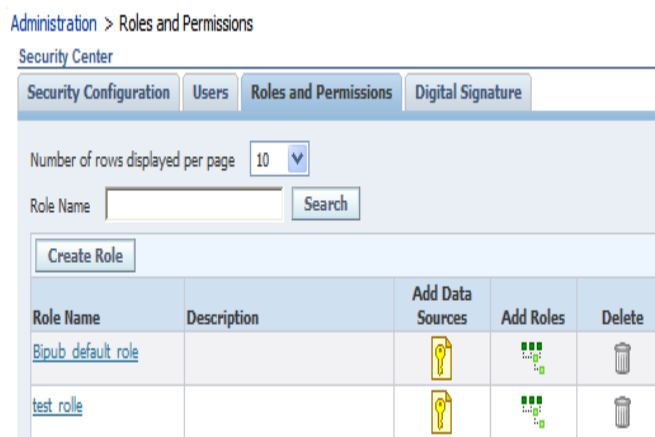 Administration > Roles and Permissions
Security Center
Security Configuration Users Roles and Permissions Digital Signature
Number of rows displayed per page 10
Role Name Search
Create Role
Role Name Description Add Data Sources Add Roles Delete
Bipub_default_role
test_rolle